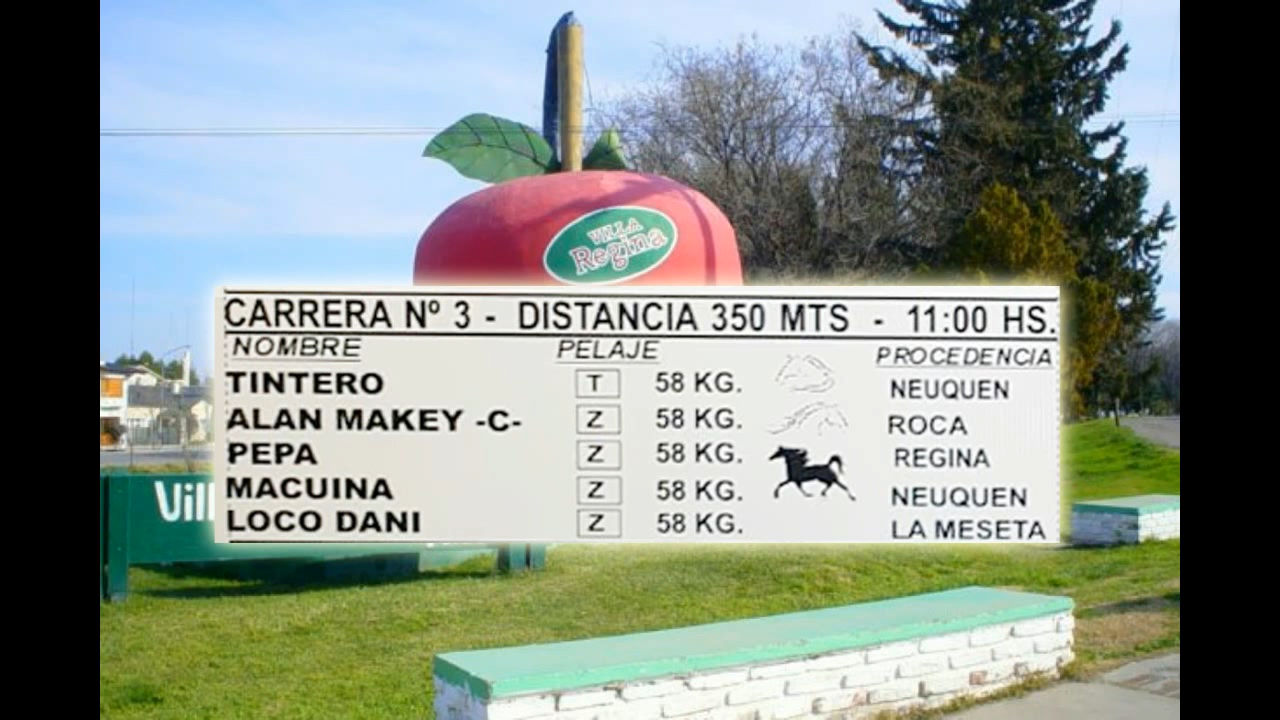 VILLA
Regina
CARRERA Nº 3 - DISTANCIA 350 MTS - 11:00 HS.
NOMBRE PELAJE PROCEDENCIA
TINTERO T 58 KG. NEUQUEN
ALAN MAKEY -C- Z 58 KG. ROCA
PEPA Z 58 KG. REGINA
MACUINA Z 58 KG. NEUQUEN
LOCO DANI Z 58 KG. LA MESETA
Vil